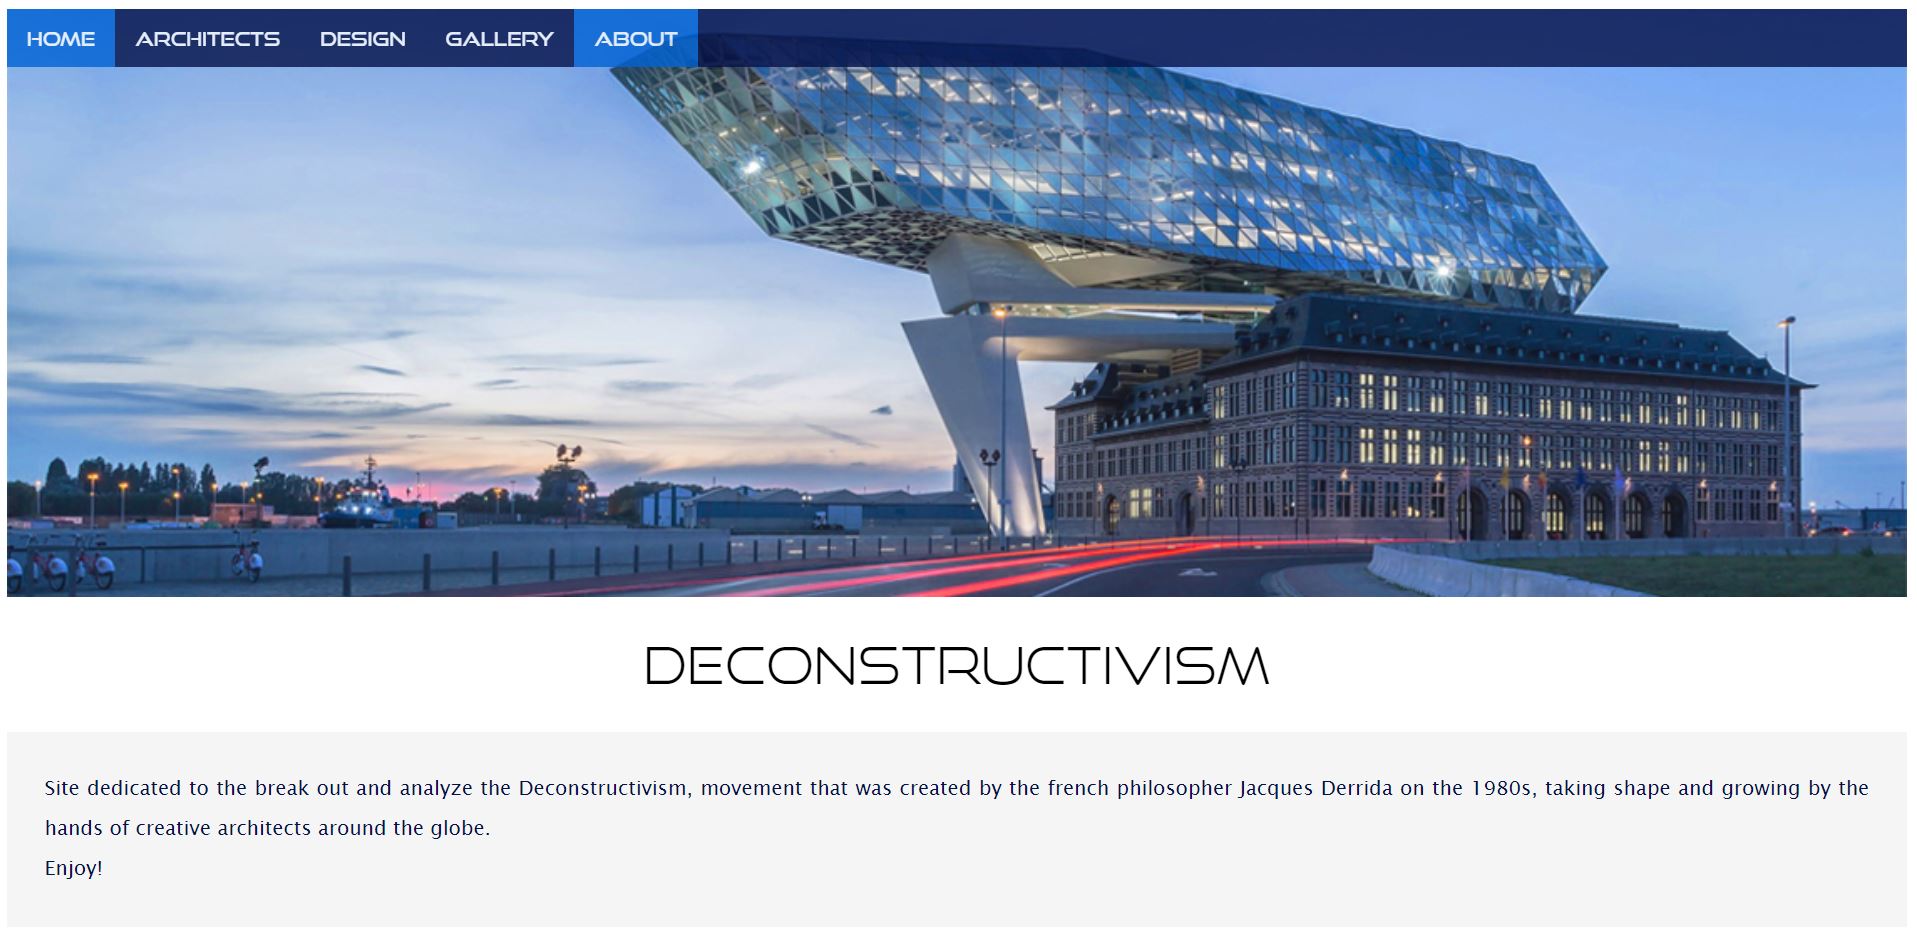 HOME ARCHITECTS DESIGN GALLERY ABOUT
DECONSTRUCTIVISM
Site dedicated to the break out and analyze the Deconstructivism, movement that was created by the french philosopher Jacques Derrida on the 1980s, taking shape and growing by the
hands of creative architects around the globe.
Enjoy!